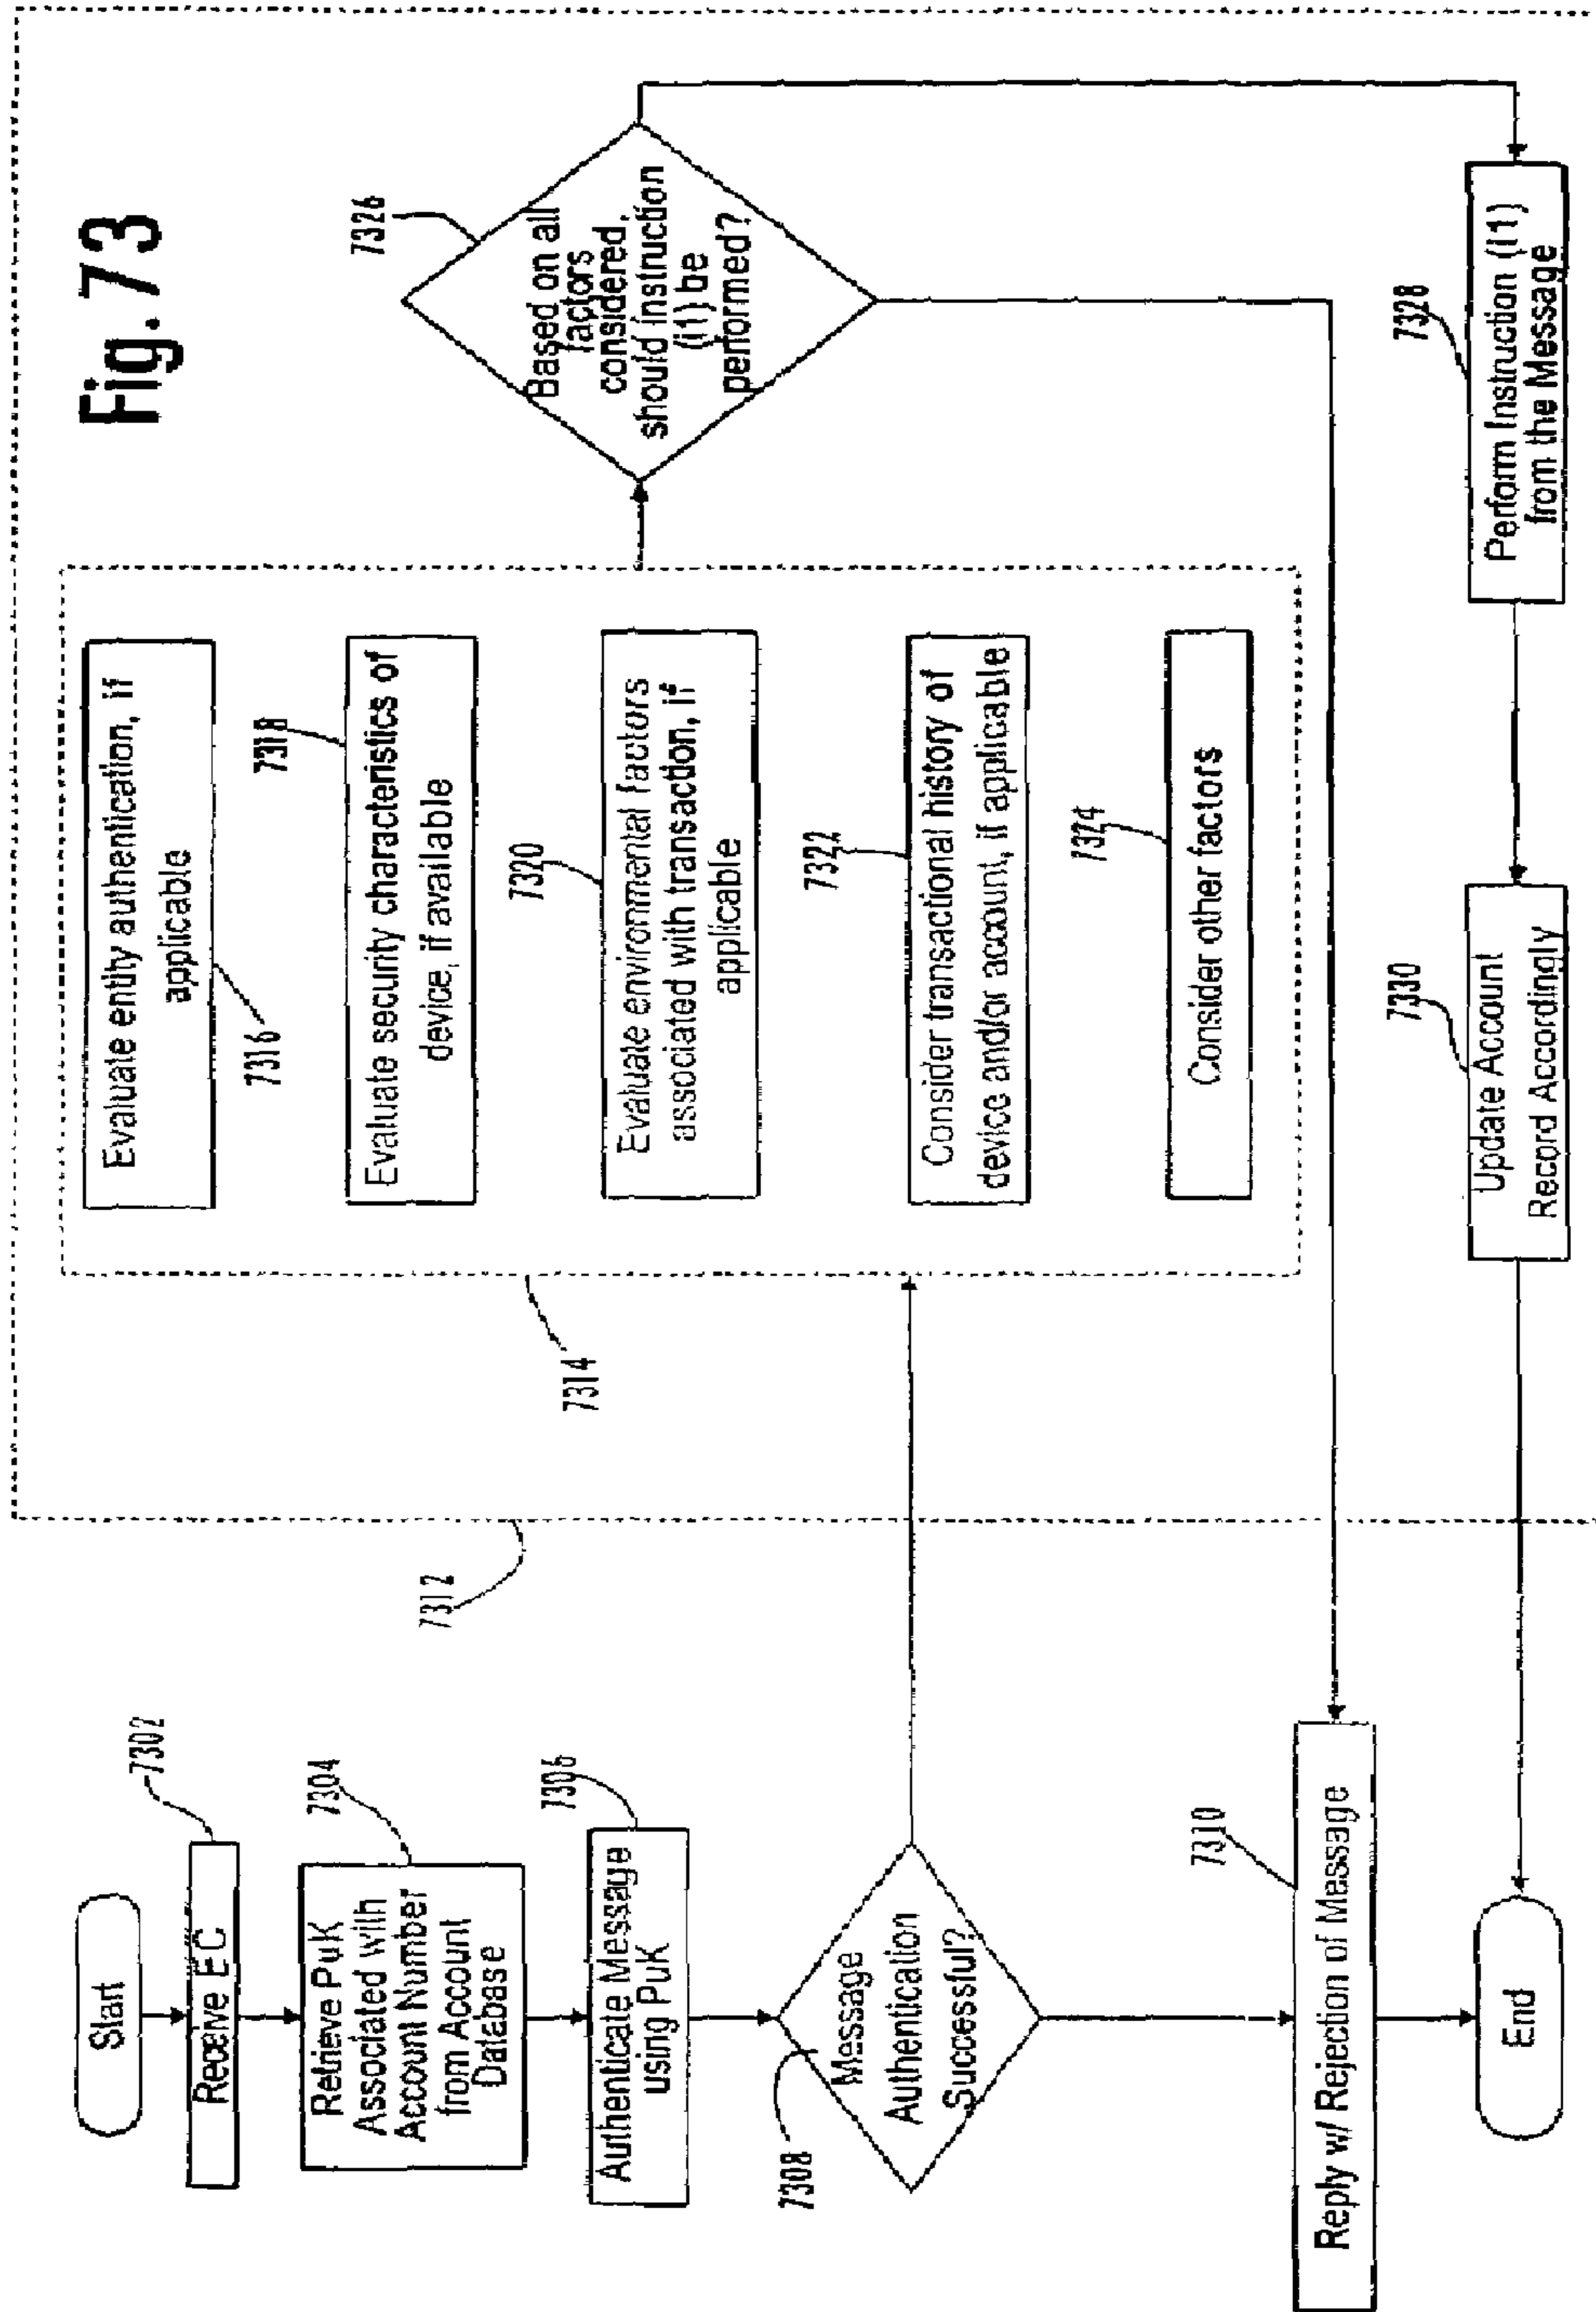 Fig. 73
Start
7302
Receive EC
7304
Retrieve PuK
Associated with
Account Number
from Account
Database
7306
Authenticate Message
using PuK
7308
Message
Authentication
Successful?
7310
Reply w/ Rejection of Message
End
7312
7314
Evaluate entity authentication, if
applicable
7316
7318
Evaluate security characteristics of
device, if available
7320
Evaluate environmental factors
associated with transaction, if
applicable
7322
Consider transactional history of
device and/or account, if applicable
7324
Consider other factors
7326
Based on all
factors
considered,
should instruction
(i1) be
performed?
7328
Perform Instruction (i1)
from the Message
7330
Update Account
Record Accordingly